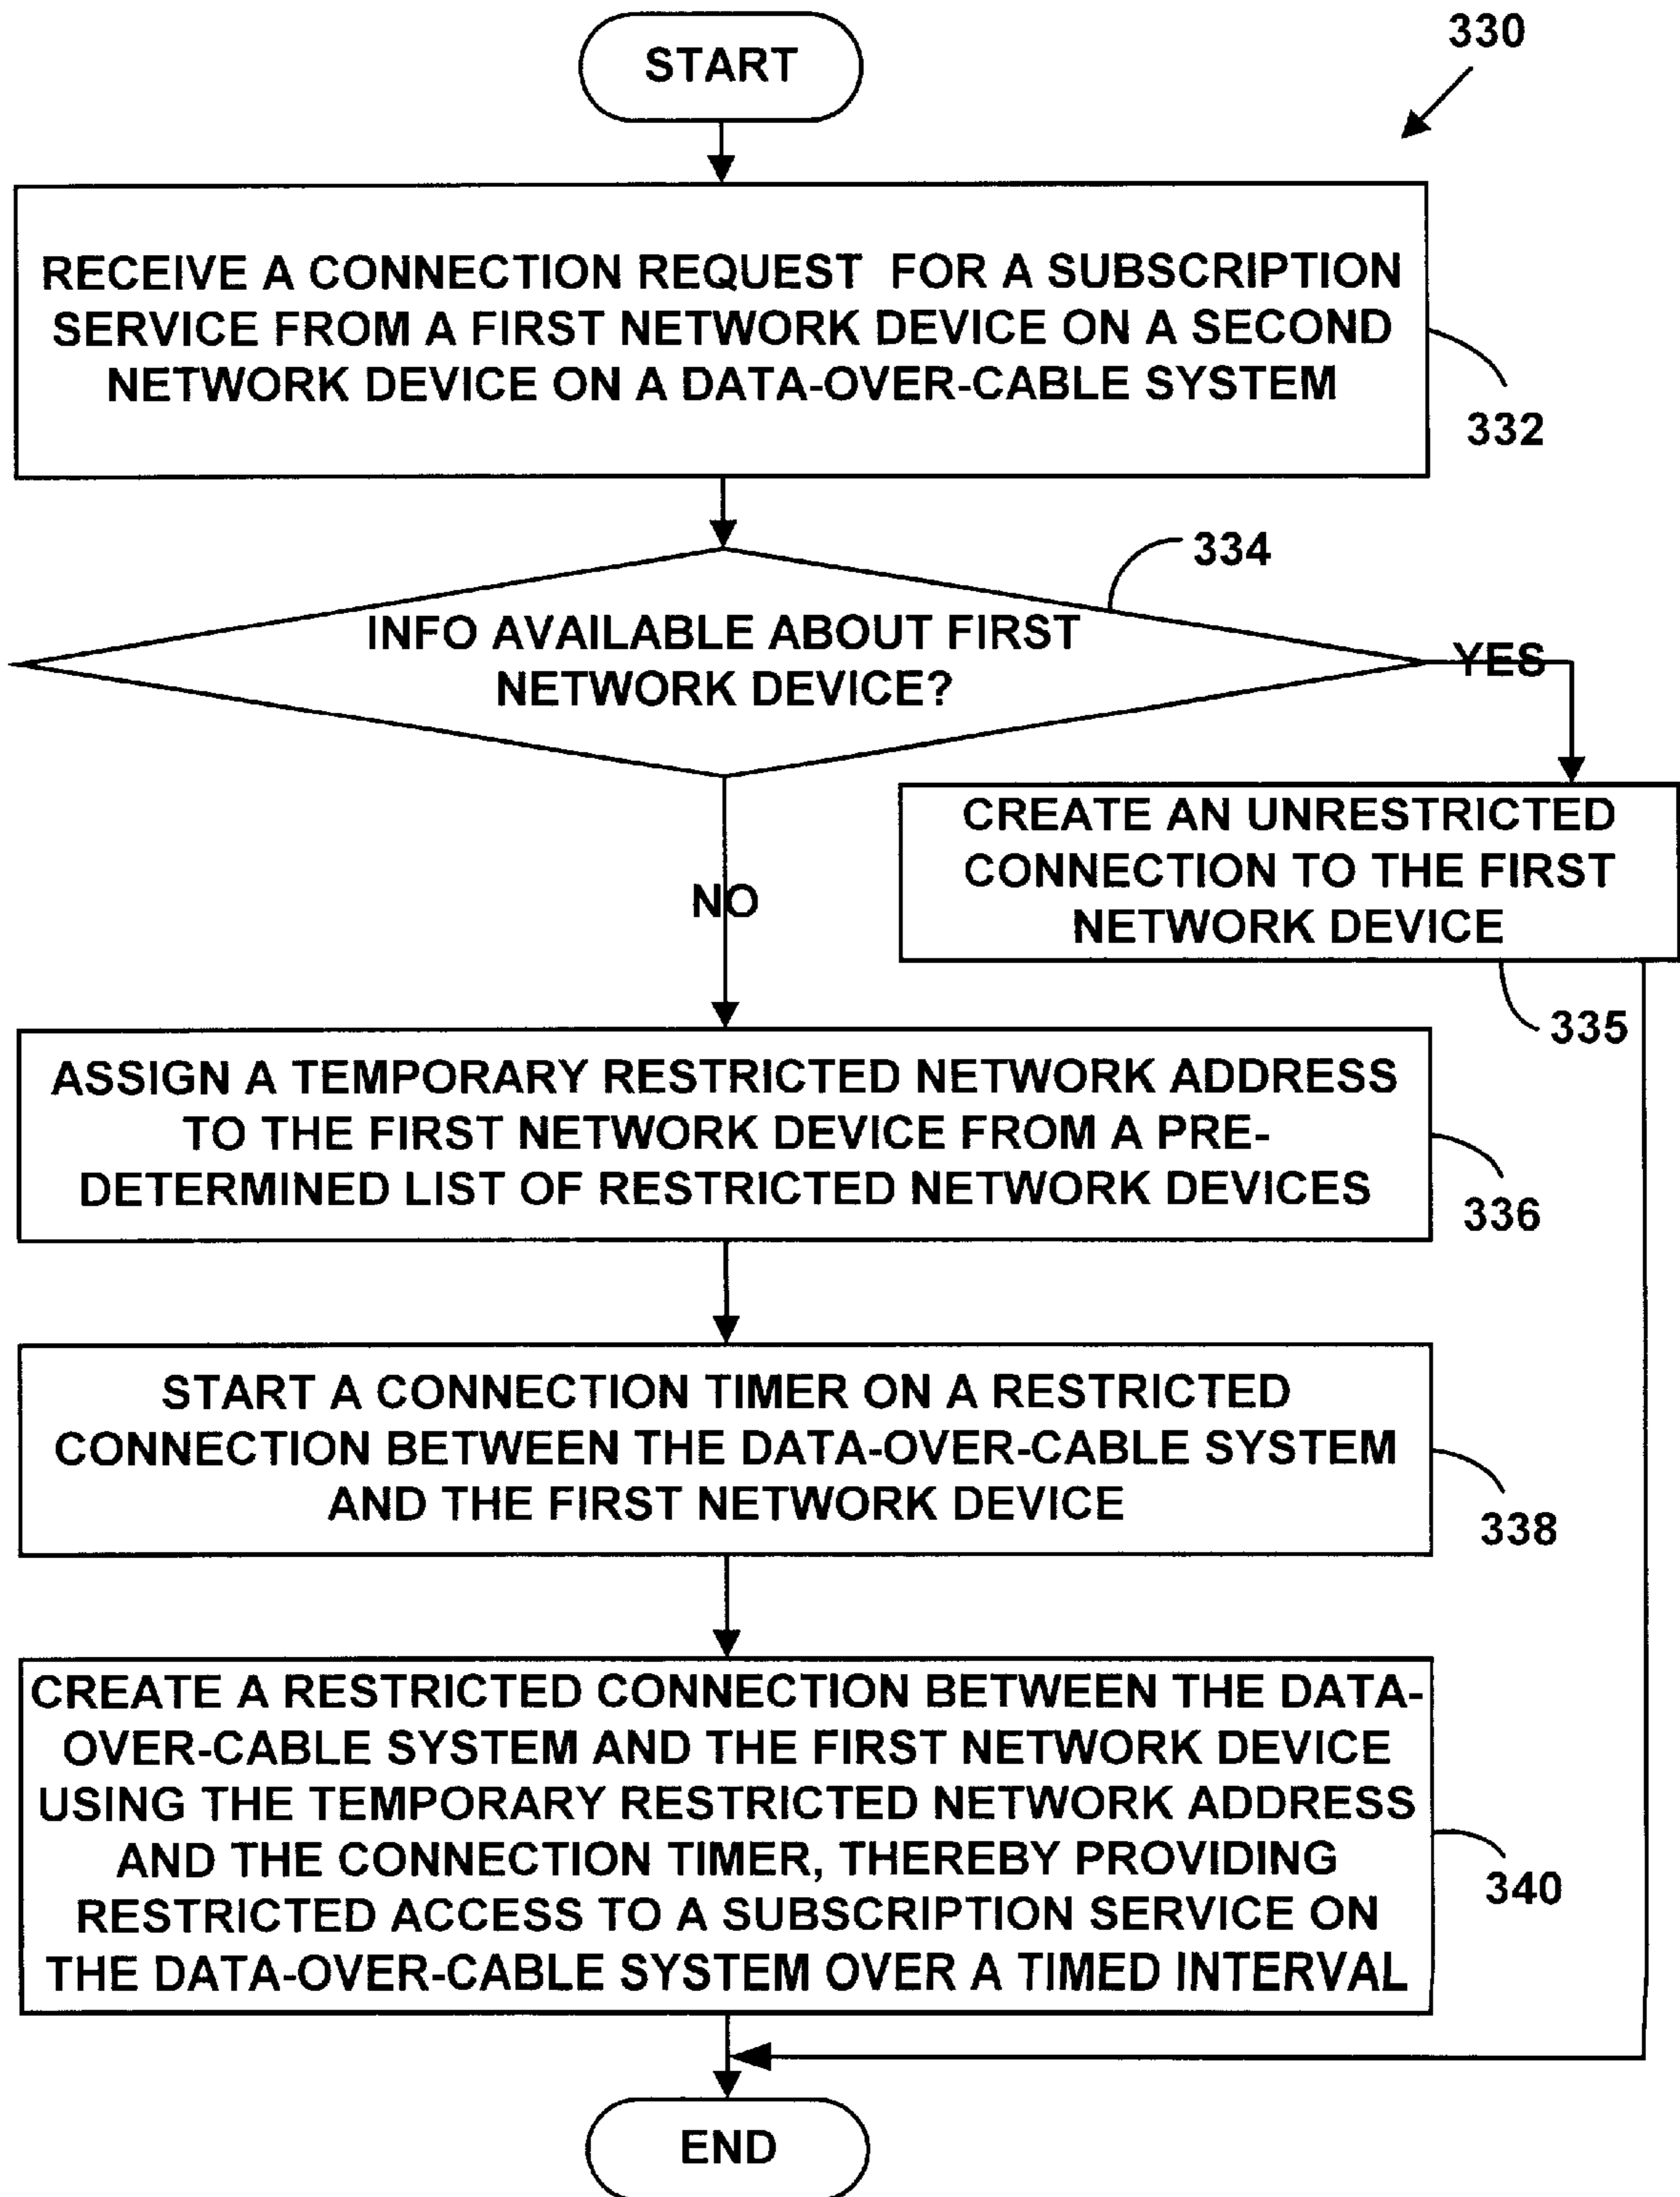 START
330
RECEIVE A CONNECTION REQUEST FOR A SUBSCRIPTION
SERVICE FROM A FIRST NETWORK DEVICE ON A SECOND
NETWORK DEVICE ON A DATA-OVER-CABLE SYSTEM
332
334
INFO AVAILABLE ABOUT FIRST
NETWORK DEVICE?
YES
CREATE AN UNRESTRICTED
CONNECTION TO THE FIRST
NETWORK DEVICE
NO
335
ASSIGN A TEMPORARY RESTRICTED NETWORK ADDRESS
TO THE FIRST NETWORK DEVICE FROM A PRE-
DETERMINED LIST OF RESTRICTED NETWORK DEVICES
336
START A CONNECTION TIMER ON A RESTRICTED
CONNECTION BETWEEN THE DATA-OVER-CABLE SYSTEM
AND THE FIRST NETWORK DEVICE
338
CREATE A RESTRICTED CONNECTION BETWEEN THE DATA-
OVER-CABLE SYSTEM AND THE FIRST NETWORK DEVICE
USING THE TEMPORARY RESTRICTED NETWORK ADDRESS
AND THE CONNECTION TIMER, THEREBY PROVIDING
RESTRICTED ACCESS TO A SUBSCRIPTION SERVICE ON
THE DATA-OVER-CABLE SYSTEM OVER A TIMED INTERVAL
340
END